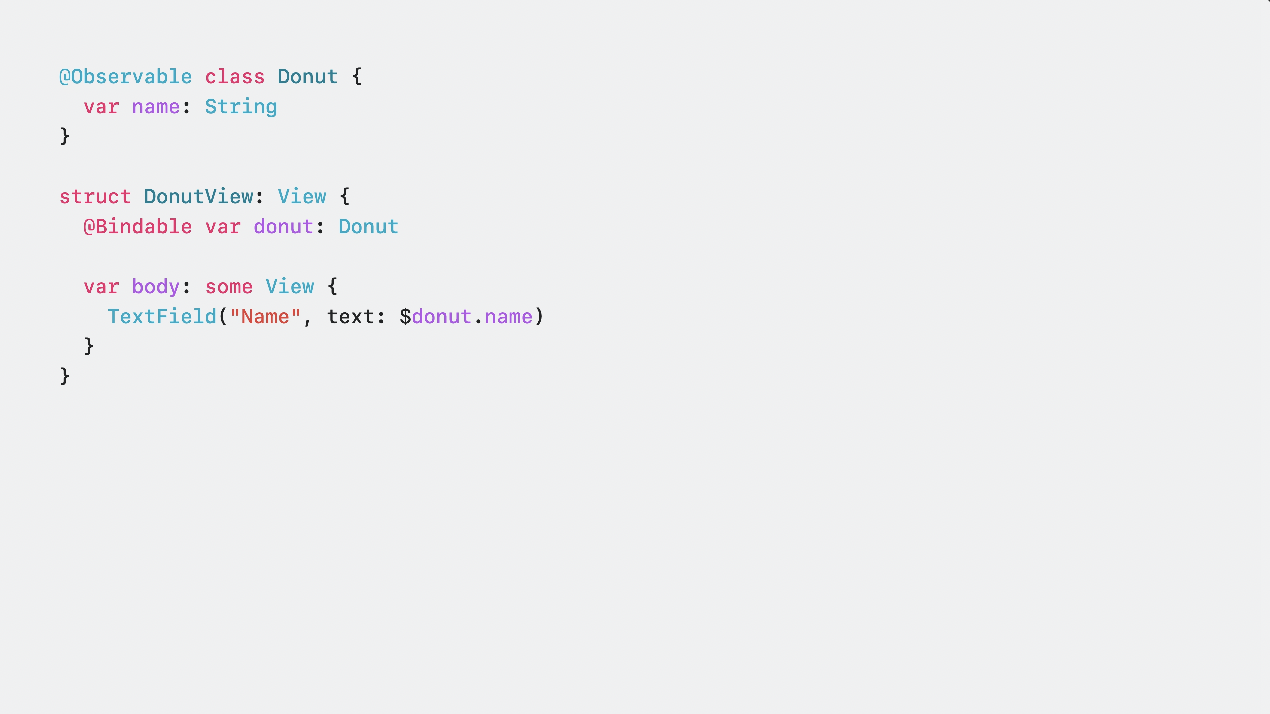 @Observable class Donut {
  var name: String
}

struct DonutView: View {
  @Bindable var donut: Donut

  var body: some View {
    TextField("Name", text: $donut.name)
  }
}